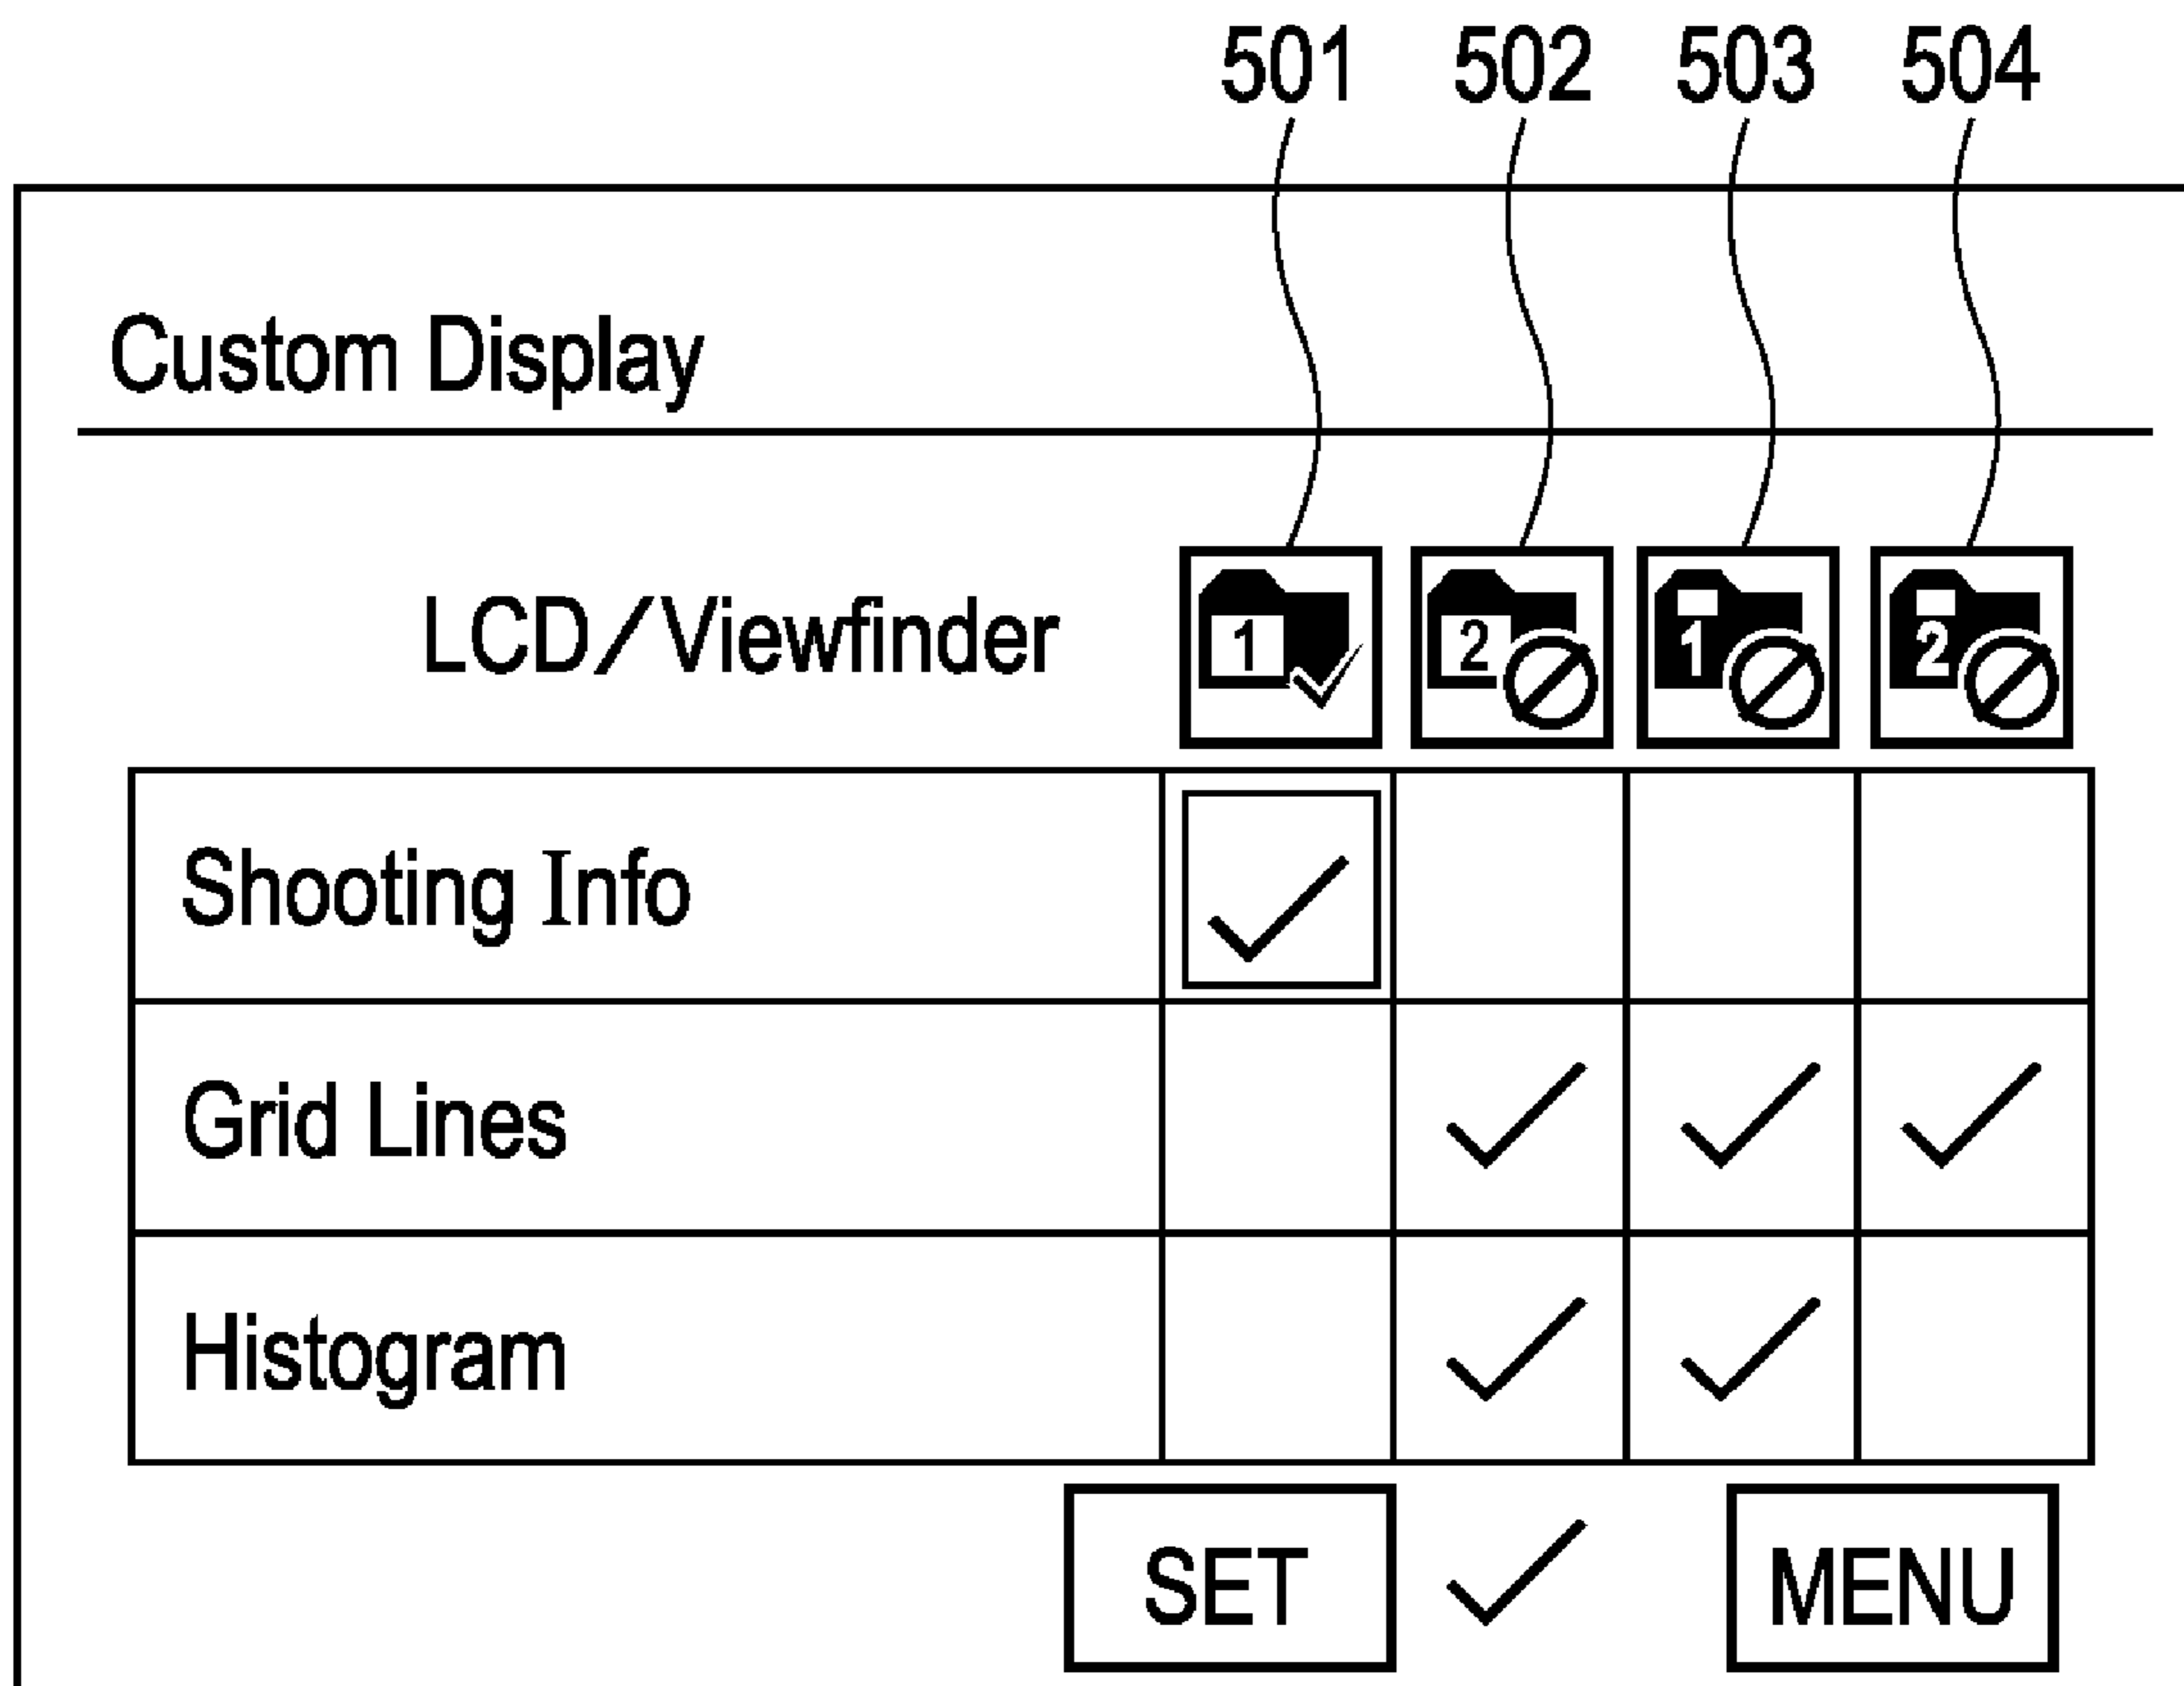 501 502 503 504
Custom Display
LCD/Viewfinder 1 2 1 2
Shooting Info
Grid Lines
Histogram
SET MENU